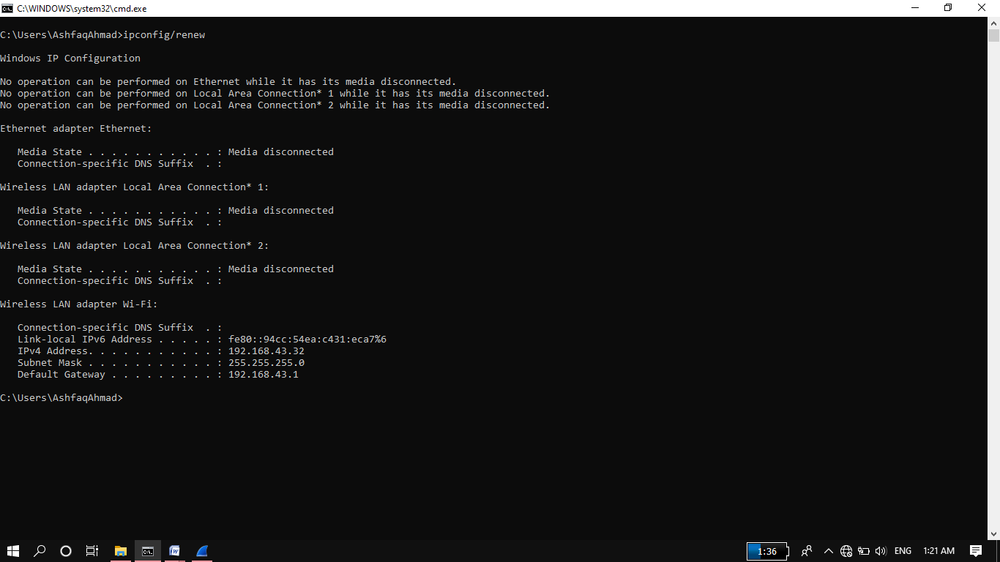 C:\WINDOWS\system32\cmd.exe
C:\Users\AshfaqAhmad>ipconfig/renew
Windows IP Configuration
No operation can be performed on Ethernet while it has its media disconnected.
No operation can be performed on Local Area Connection* 1 while it has its media disconnected.
No operation can be performed on Local Area Connection* 2 while it has its media disconnected.
Ethernet adapter Ethernet:
   Media State . . . . . . . . . . . : Media disconnected
   Connection-specific DNS Suffix  . :
Wireless LAN adapter Local Area Connection* 1:
   Media State . . . . . . . . . . . : Media disconnected
   Connection-specific DNS Suffix  . :
Wireless LAN adapter Local Area Connection* 2:
   Media State . . . . . . . . . . . : Media disconnected
   Connection-specific DNS Suffix  . :
Wireless LAN adapter Wi-Fi:
   Connection-specific DNS Suffix  . :
   Link-local IPv6 Address . . . . . : fe80::94cc:54ea:c431:eca7%6
   IPv4 Address. . . . . . . . . . . : 192.168.43.32
   Subnet Mask . . . . . . . . . . . : 255.255.255.0
   Default Gateway . . . . . . . . . : 192.168.43.1
C:\Users\AshfaqAhmad>
1:36 ENG 1:21 AM